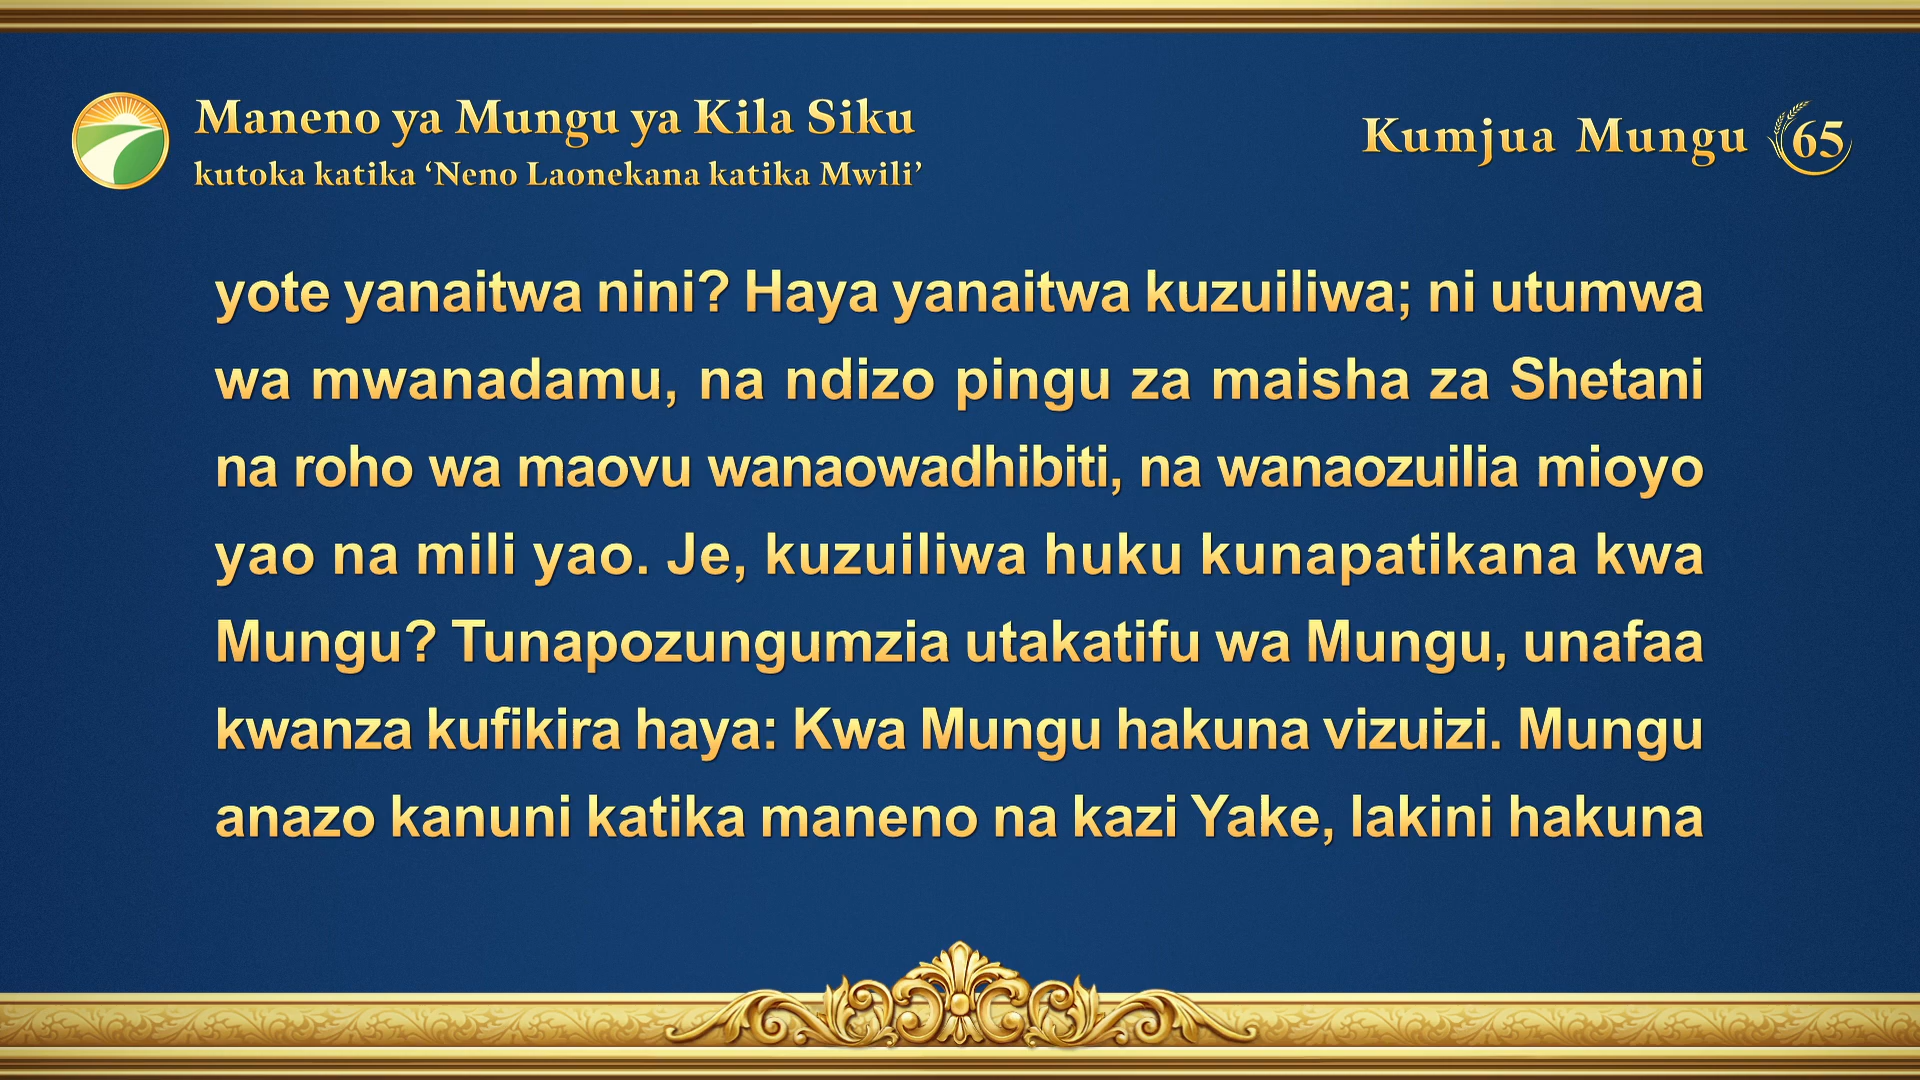 Maneno ya Mungu ya Kila Siku
kutoka katika ‘Neno Laonekana katika Mwili’
Kumjua Mungu 65
yote yanaitwa nini? Haya yanaitwa kuzuiliwa; ni utumwa
wa mwanadamu, na ndizo pingu za maisha za Shetani
na roho wa maovu wanaowadhibiti, na wanaozuilia mioyo
yao na mili yao. Je, kuzuiliwa huku kunapatikana kwa
Mungu? Tunapozungumzia utakatifu wa Mungu, unafaa
kwanza kufikira haya: Kwa Mungu hakuna vizuizi. Mungu
anazo kanuni katika maneno na kazi Yake, lakini hakuna